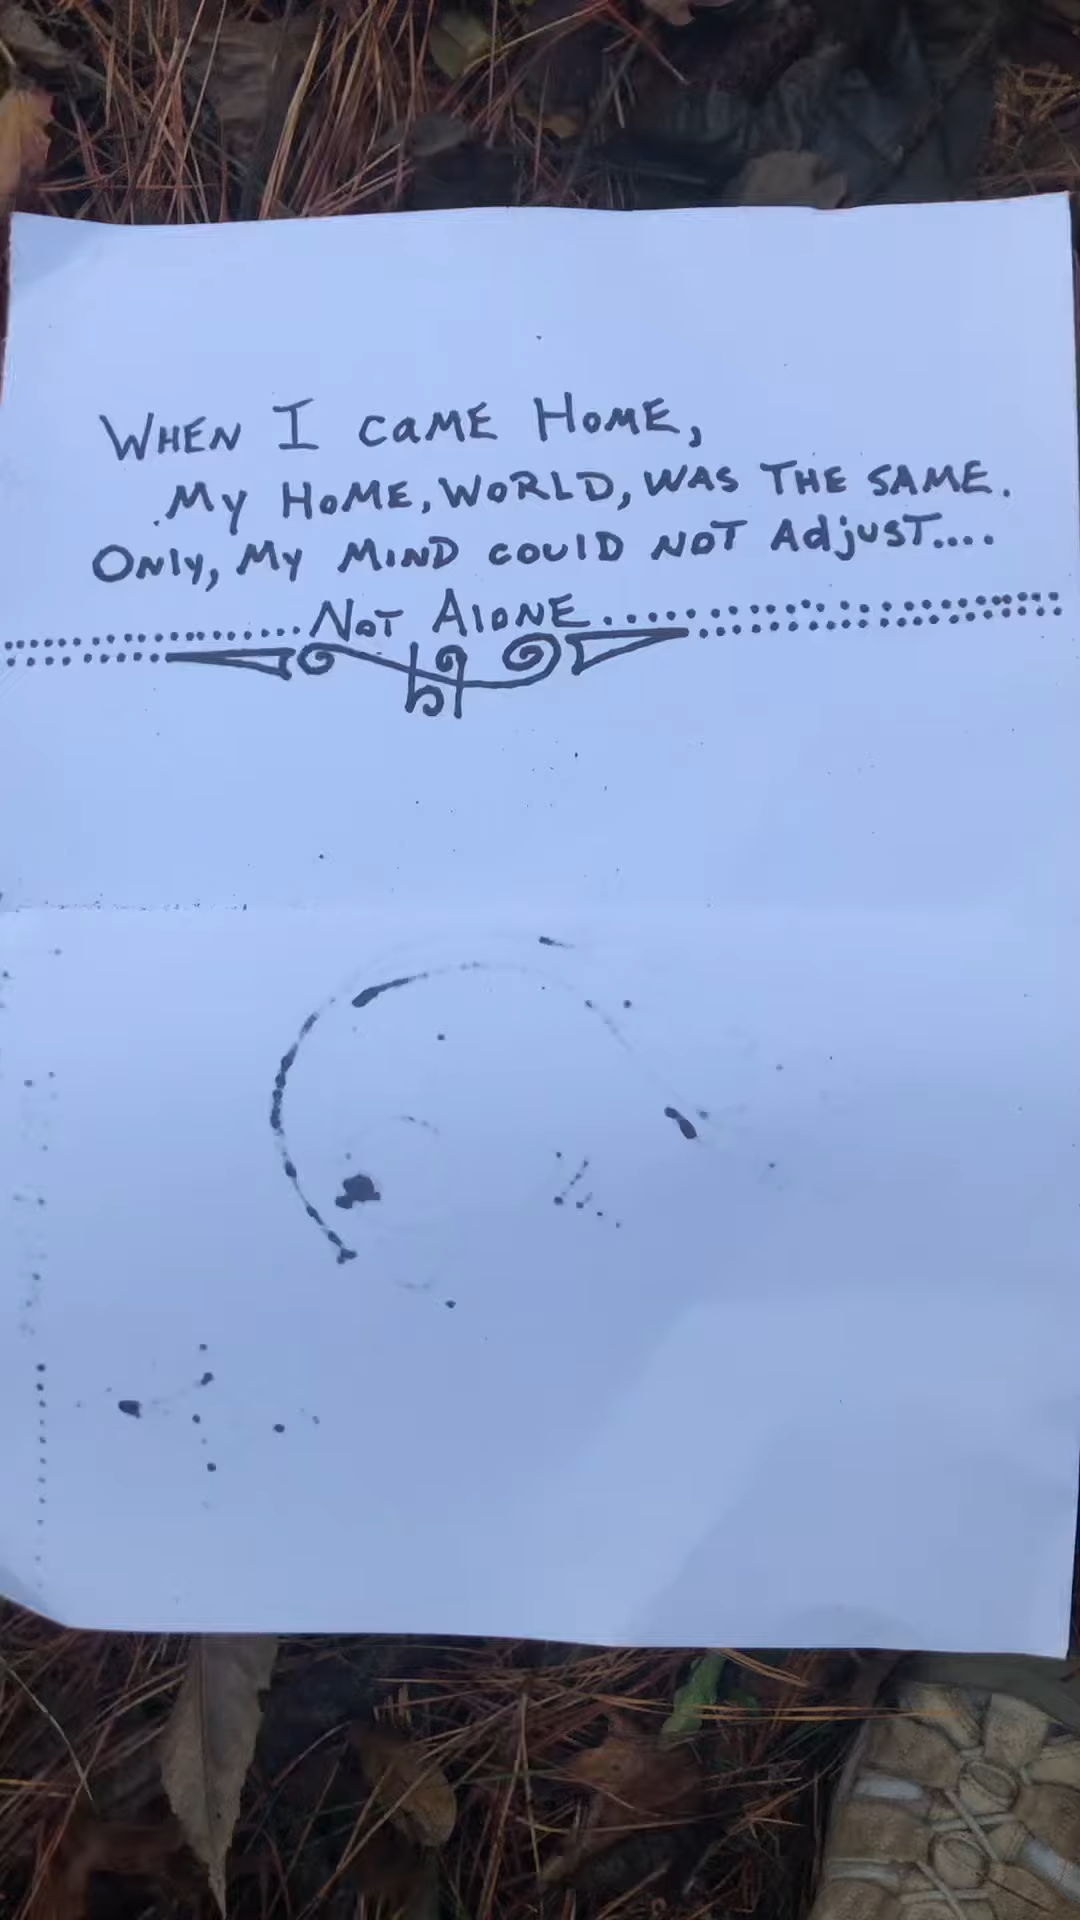 WHEN I CAME HOME,
MY HOME, WORLD, WAS THE SAME.
ONLY, MY MIND COULD NOT ADJUST....
NOT ALONE......